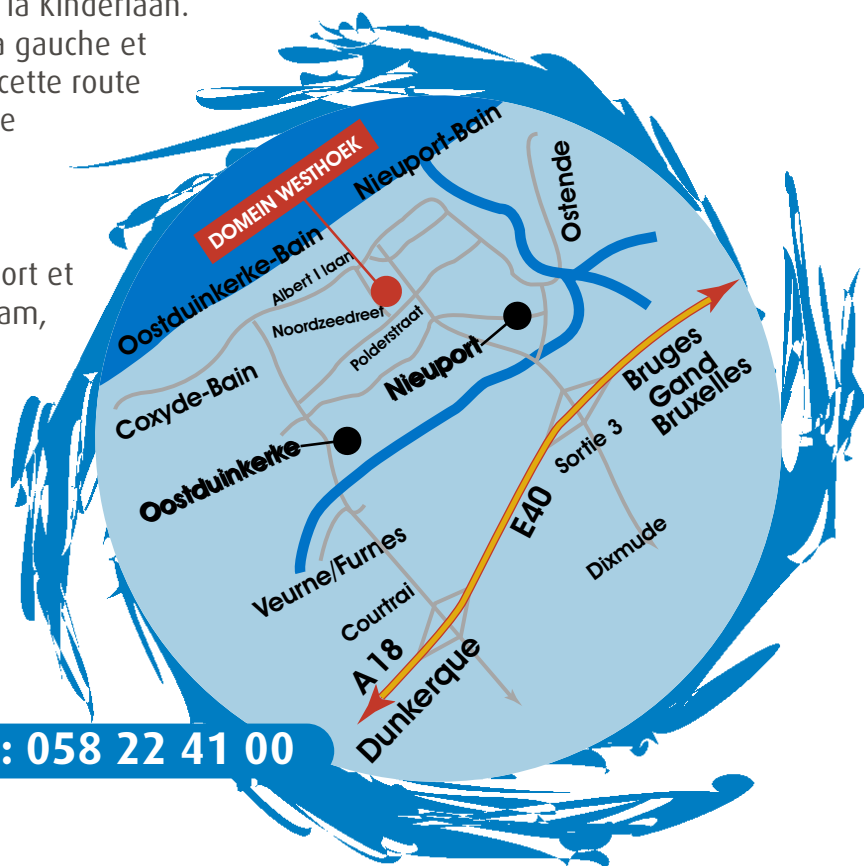 la Kinderlaan.
à gauche et
cette route
e
ort et
am,
DOMEIN WESTHOEK
Nieuport-Bain
Ostende
Oostduinkerke-Bain
Albert I laan
Noordzeedreef
Polderstraat
Nieuport
Coxyde-Bain
Bruges
Gand
Bruxelles
Sortie 3
Oostduinkerke
E40
Dixmude
Veurne/Furnes
Courtrai
A 18
Dunkerque
: 058 22 41 00